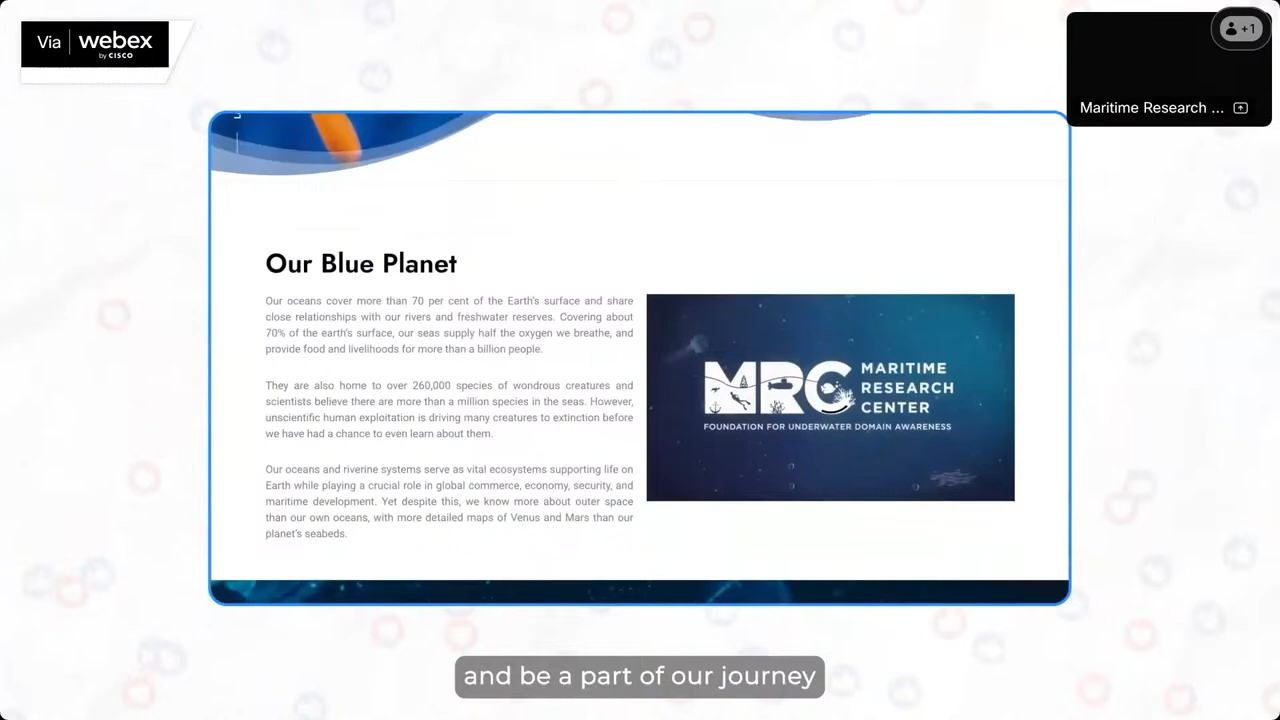 Via webex
by CISCO
+1
Maritime Research ...
Our Blue Planet
Our oceans cover more than 70 per cent of the Earth's surface and share
close relationships with our rivers and freshwater reserves. Covering about
70% of the earth's surface, our seas supply half the oxygen we breathe, and
provide food and livelihoods for more than a billion people.
They are also home to over 260,000 species of wondrous creatures and
scientists believe there are more than a million species in the seas. However,
unscientific human exploitation is driving many creatures to extinction before
we have had a chance to even learn about them.
Our oceans and riverine systems serve as vital ecosystems supporting life on
Earth while playing a crucial role in global commerce, economy, security, and
maritime development. Yet despite this, we know more about outer space
than our own oceans, with more detailed maps of Venus and Mars than our
planet's seabeds.
MRC MARITIME
RESEARCH
CENTER
FOUNDATION FOR UNDERWATER DOMAIN AWARENESS
and be a part of our journey